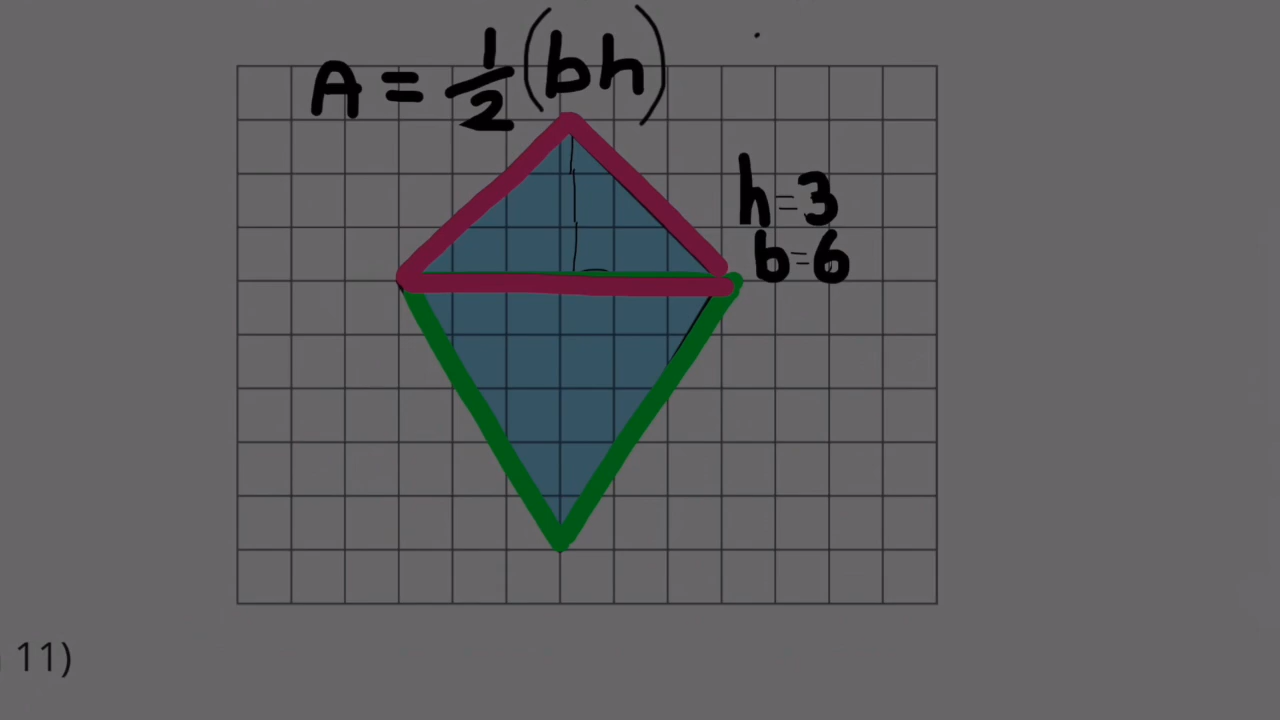 A = 1/2 (bh)
h=3
b=6
11)